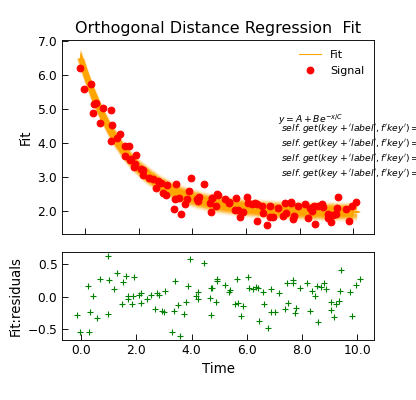 Orthogonal Distance Regression  Fit
7.0
6.0
5.0
4.0
3.0
2.0
Fit
Fit
Signal
y = A + Be^{-x/C}
self.get(key +'label', f'key') =
self.get(key +'label', f'key') =
self.get(key +'label', f'key') =
self.get(key +'label', f'key') =
0.5
0.0
−0.5
Fit:residuals
0.0 2.0 4.0 6.0 8.0 10.0
Time